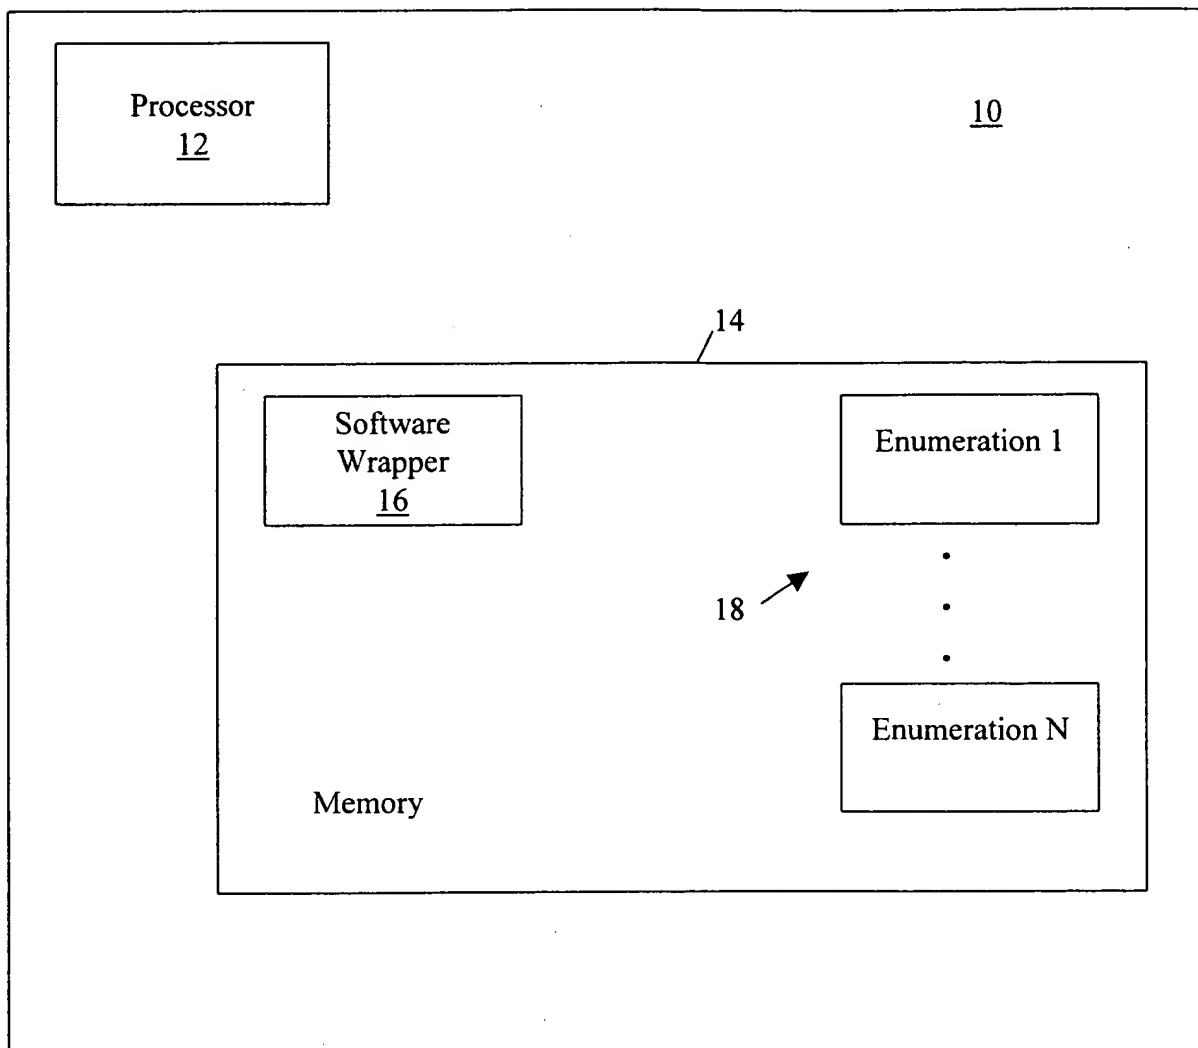 Processor
12
10
14
Software
Wrapper
16
Enumeration 1
18
Enumeration N
Memory